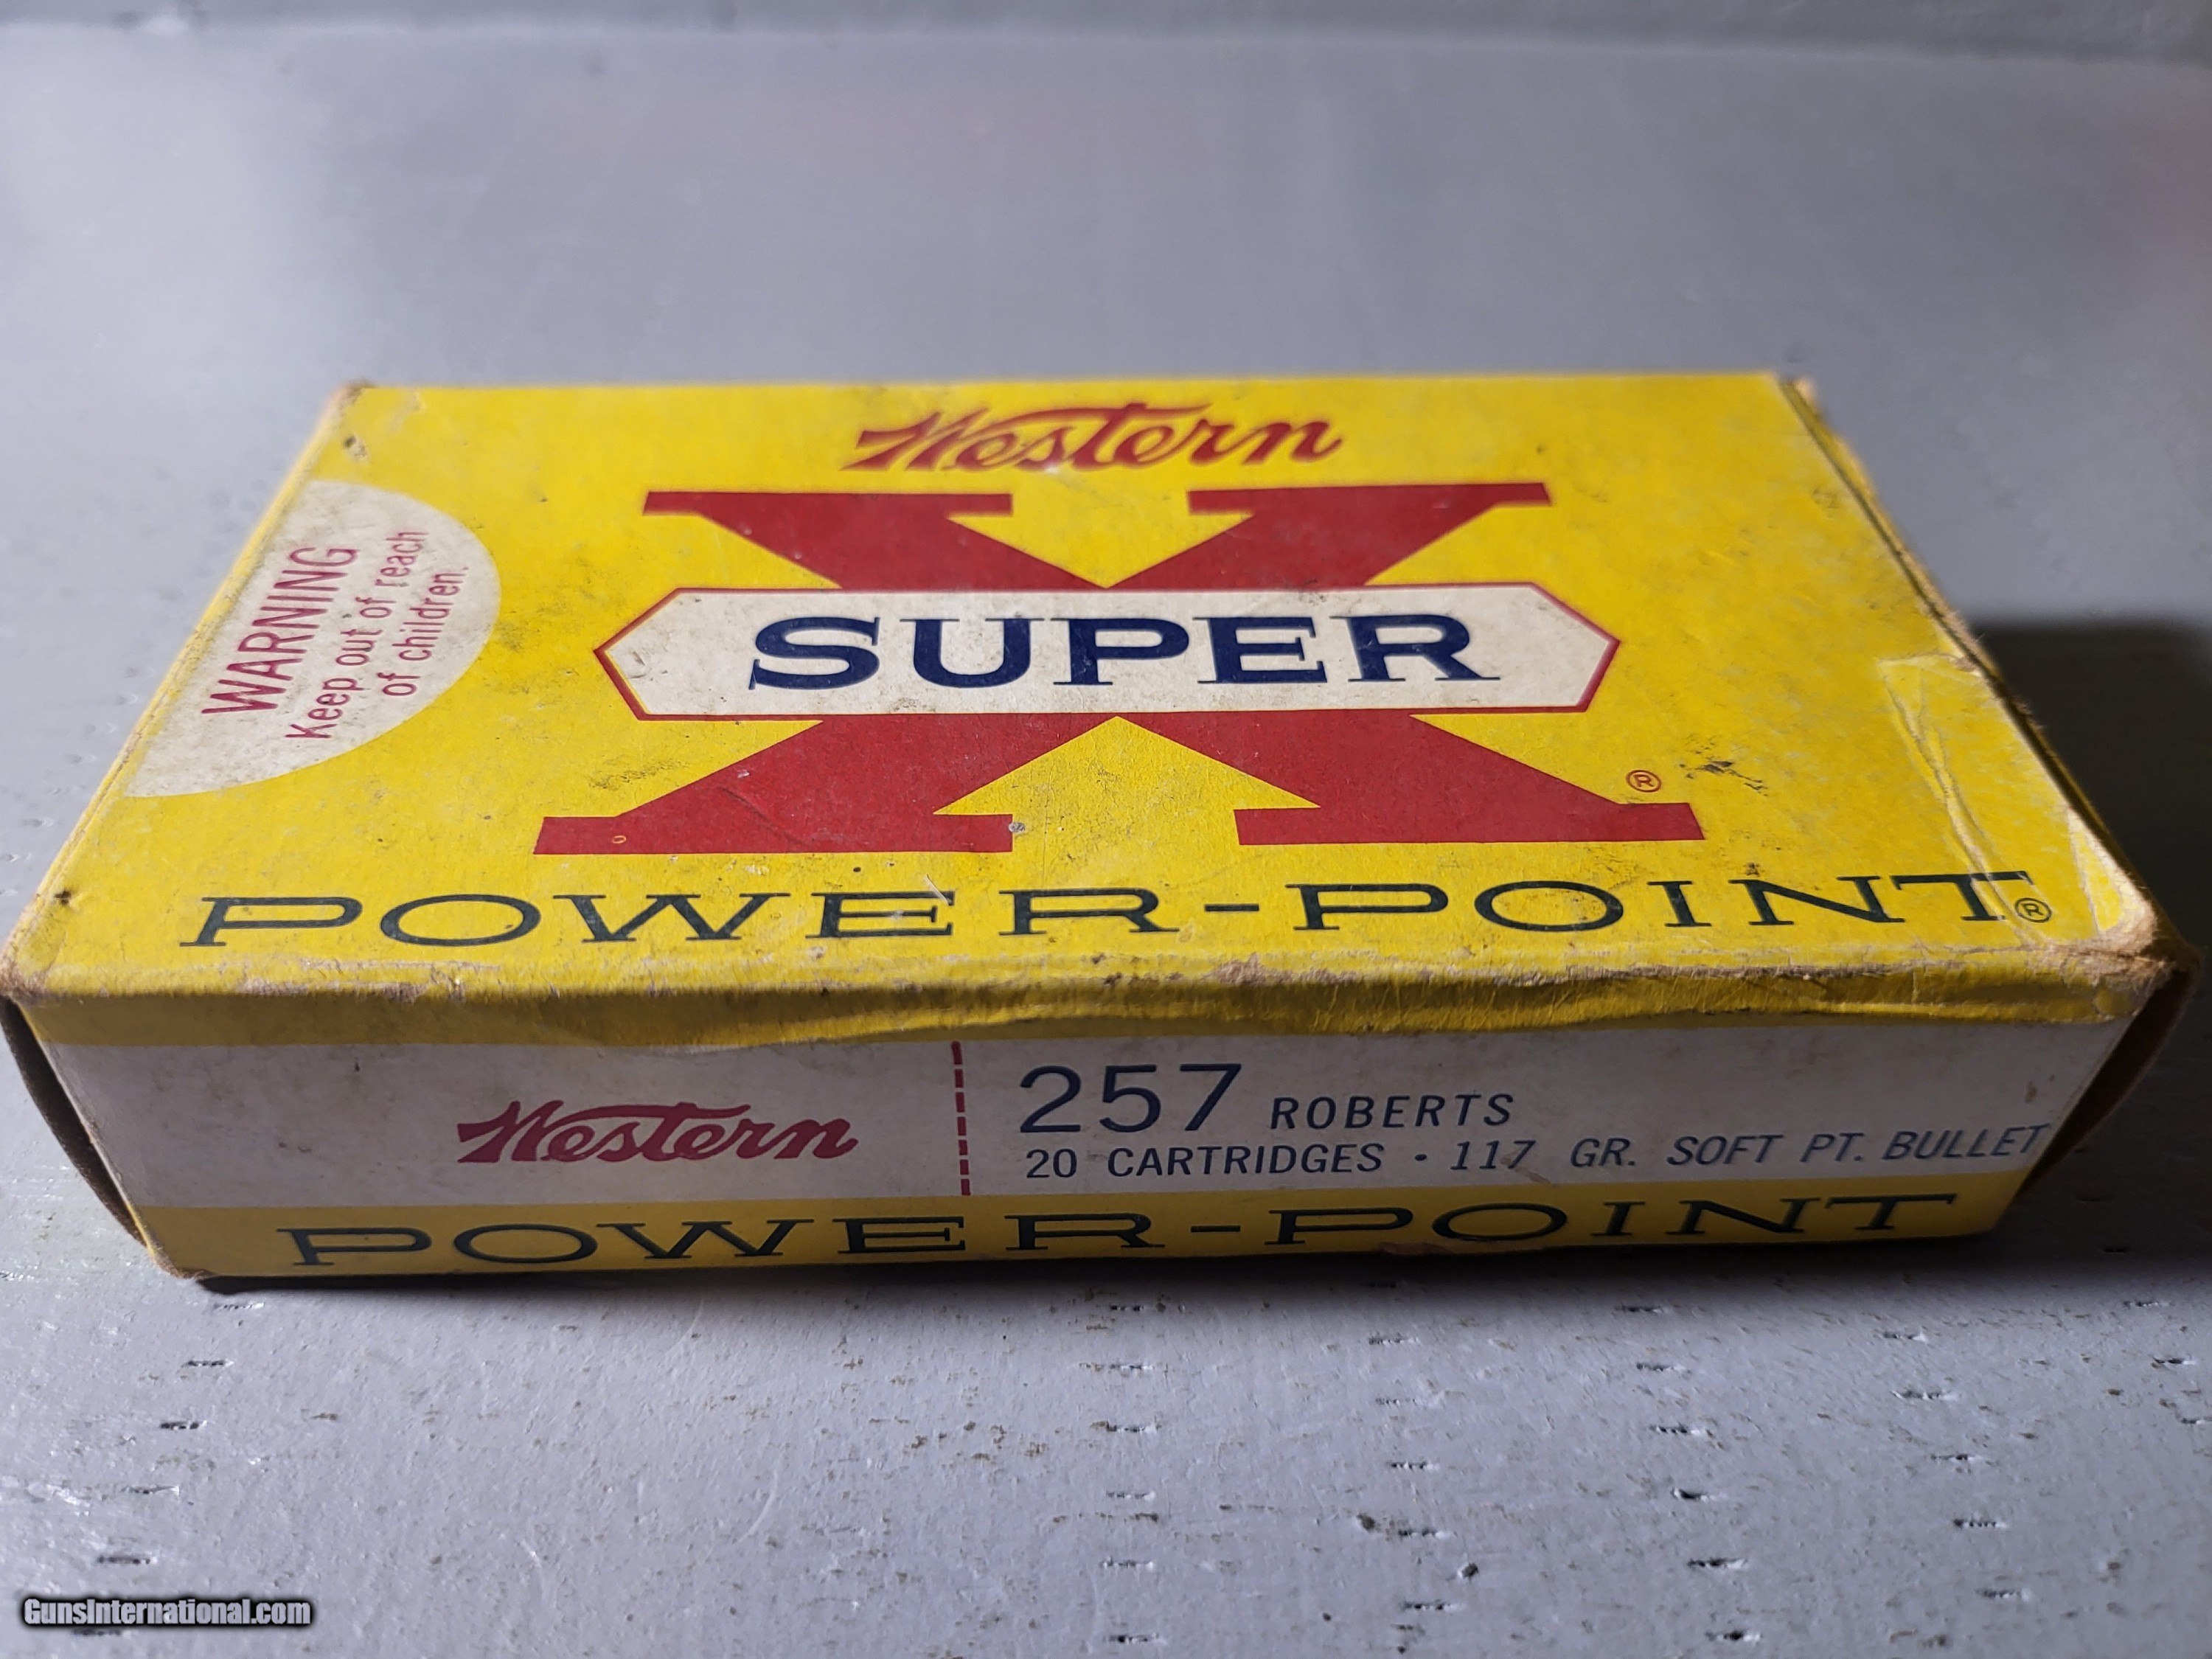 Western
X
SUPER
®
POWER-POINT®
WARNING
Keep out of reach
of children.
Western
257 ROBERTS
20 CARTRIDGES • 117 GR. SOFT PT. BULLET
POWER-POINT
GunsInternational.com